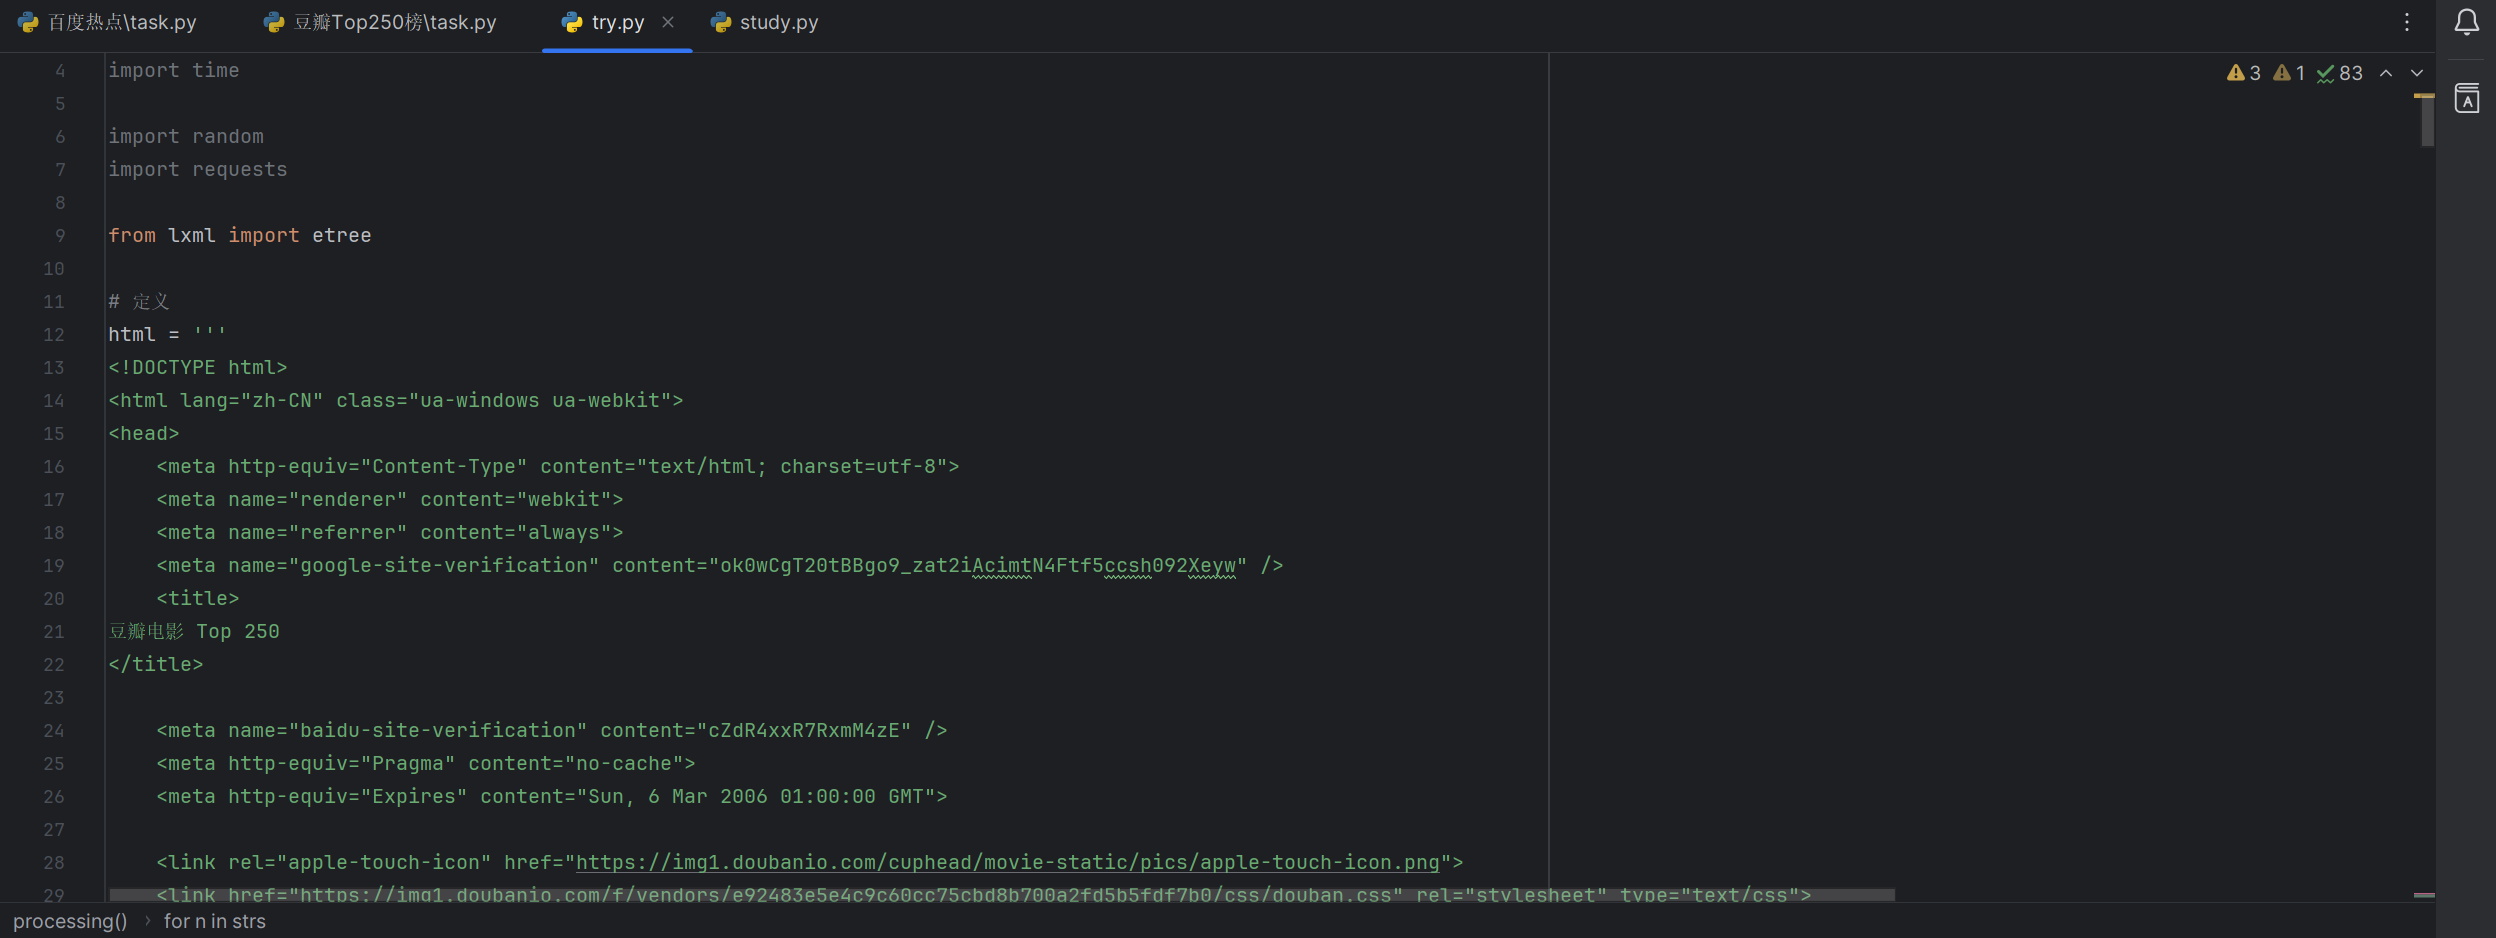 百度热点\task.py 豆瓣Top250榜\task.py try.py study.py
3 1 83
4 import time
5
6 import random
7 import requests
8
9 from lxml import etree
10
11 # 定义
12 html = '''
13 <!DOCTYPE html>
14 <html lang="zh-CN" class="ua-windows ua-webkit">
15 <head>
16     <meta http-equiv="Content-Type" content="text/html; charset=utf-8">
17     <meta name="renderer" content="webkit">
18     <meta name="referrer" content="always">
19     <meta name="google-site-verification" content="ok0wCgT20tBBgo9_zat2iAcimtN4Ftf5ccsh092Xeyw" />
20     <title>
21 豆瓣电影 Top 250
22 </title>
23
24     <meta name="baidu-site-verification" content="cZdR4xxR7RxmM4zE" />
25     <meta http-equiv="Pragma" content="no-cache">
26     <meta http-equiv="Expires" content="Sun, 6 Mar 2006 01:00:00 GMT">
27
28     <link rel="apple-touch-icon" href="https://img1.doubanio.com/cuphead/movie-static/pics/apple-touch-icon.png">
29     <link href="https://img1.doubanio.com/f/vendors/e92483e5e4c9c60cc75cbd8b700a2fd5b5fdf7b0/css/douban.css" rel="stylesheet" type="text/css">
processing() › for n in strs
A